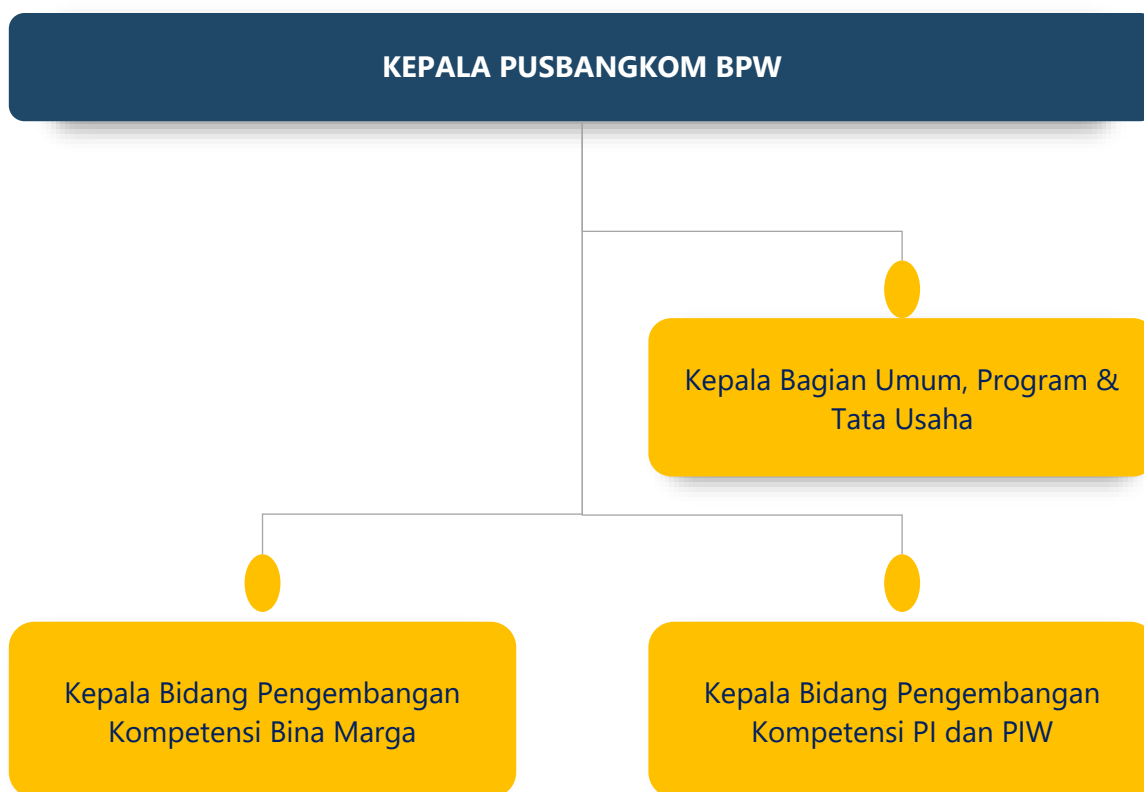 KEPALA PUSBANGKOM BPW
Kepala Bagian Umum, Program &
Tata Usaha
Kepala Bidang Pengembangan
Kompetensi Bina Marga
Kepala Bidang Pengembangan
Kompetensi PI dan PIW